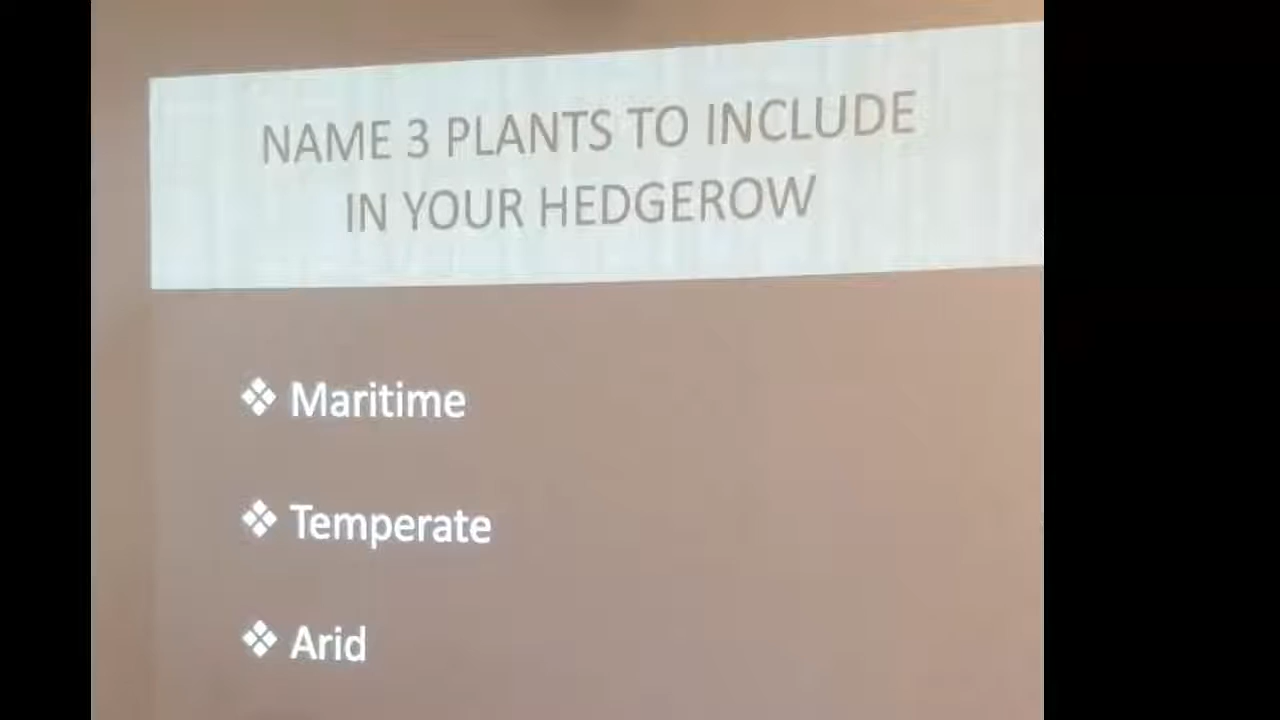 NAME 3 PLANTS TO INCLUDE
IN YOUR HEDGEROW
❖ Maritime
❖ Temperate
❖ Arid